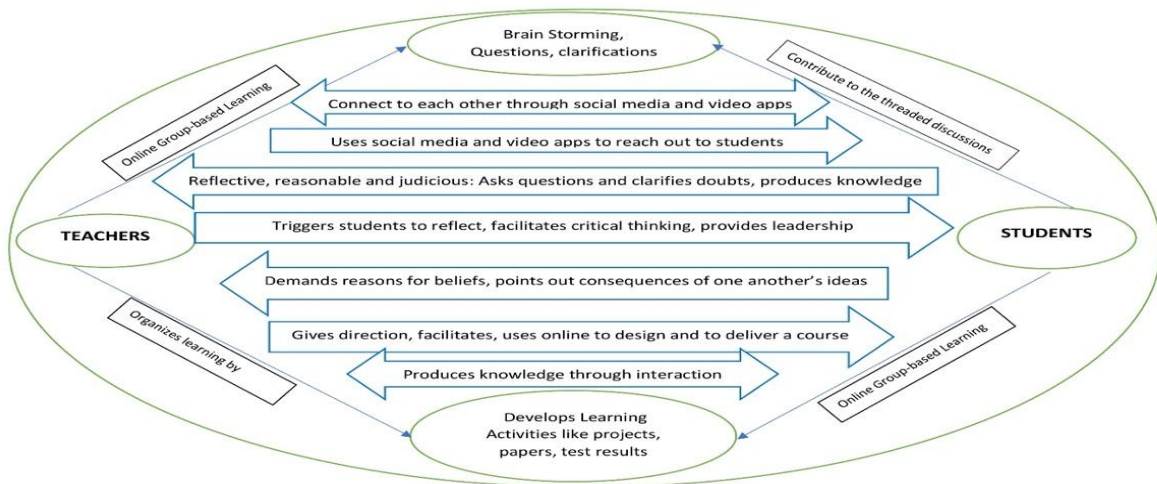 Brain Storming,
Questions, clarifications
Online Group-based Learning
Contribute to the threaded discussions
Connect to each other through social media and video apps
Uses social media and video apps to reach out to students
Reflective, reasonable and judicious: Asks questions and clarifies doubts, produces knowledge
TEACHERS
Triggers students to reflect, facilitates critical thinking, provides leadership
STUDENTS
Demands reasons for beliefs, points out consequences of one another’s ideas
Organizes learning by
Gives direction, facilitates, uses online to design and to deliver a course
Online Group-based Learning
Produces knowledge through interaction
Develops Learning
Activities like projects,
papers, test results